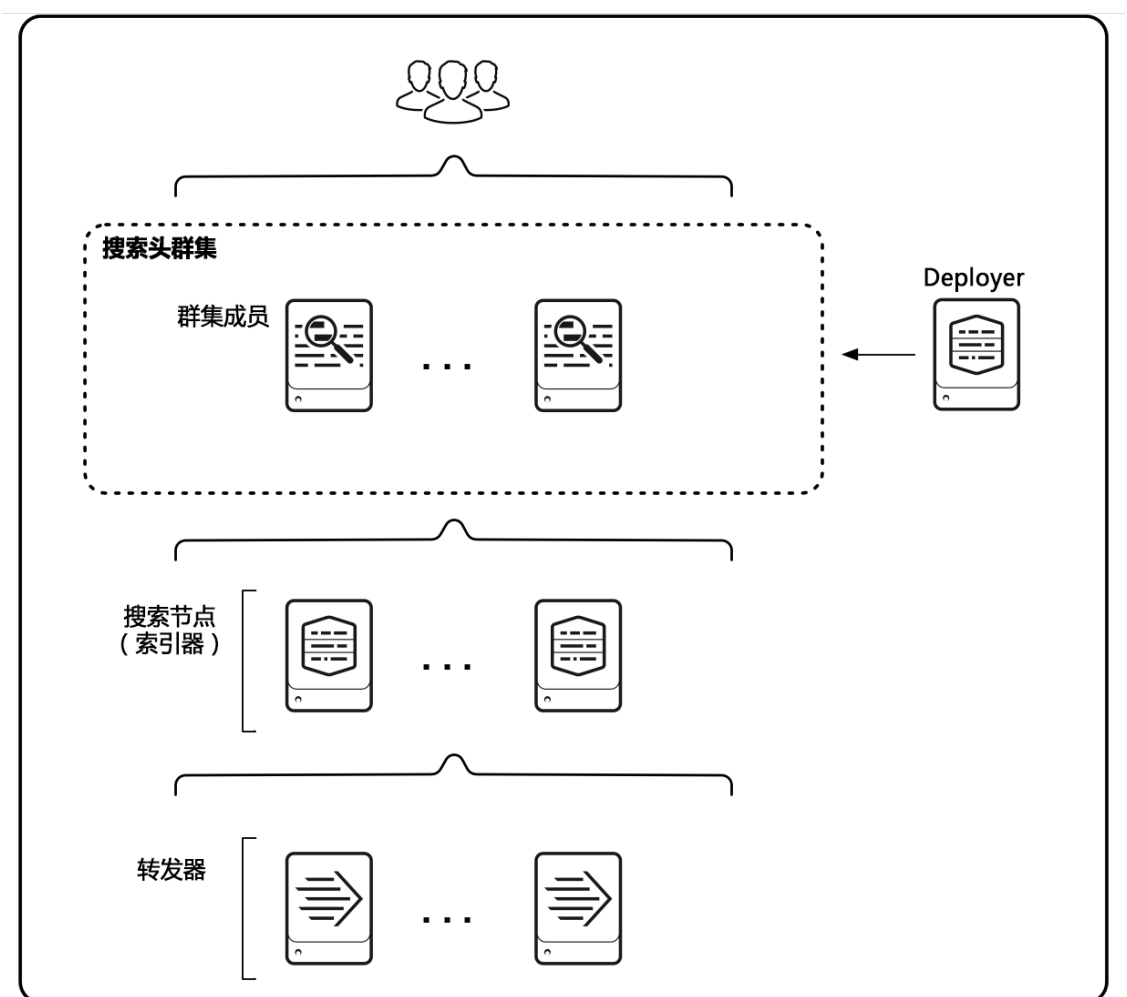 搜索头群集
Deployer
群集成员
. . .
搜索节点
（索引器）
. . .
转发器
. . .